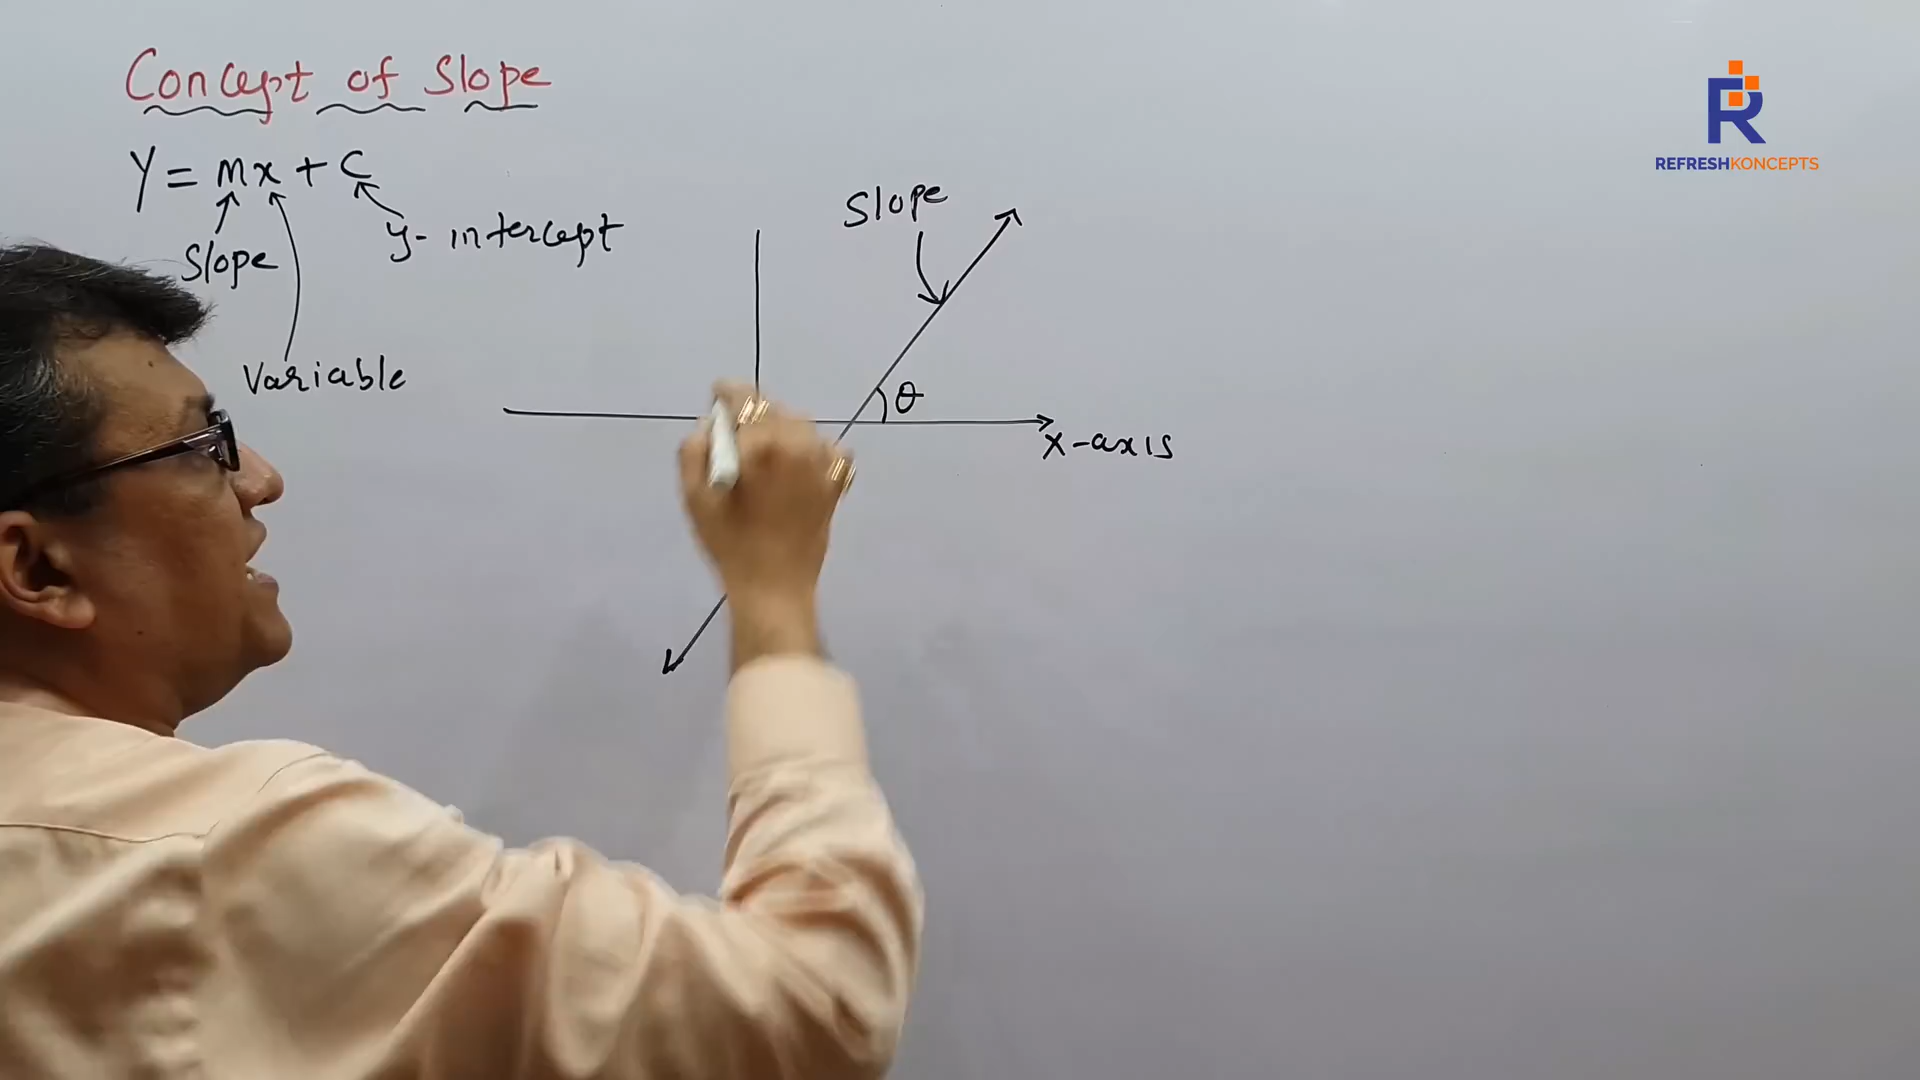 Concept of Slope
Y = mx + C
Slope
y-intercept
Variable
Slope
θ
X-axis
REFRESHKONCEPTS